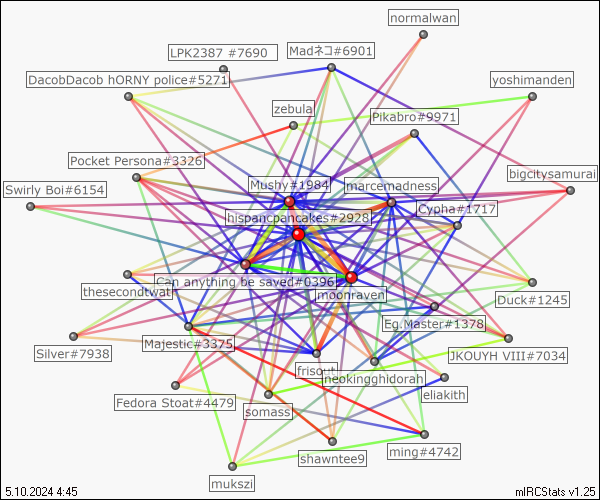 normalwan
LPK2387 #7690
Madネコ#6901
DacobDacob hORNY police#5271
yoshimanden
zebula
Pikabro#9971
Pocket Persona#3326
bigcitysamurai
Swirly Boi#6154
Mushy#1984
marcemadness
hispancpancakes#2928
Cypha#1717
Can anything be saved#0396
thesecondtwat
moonraven
Duck#1245
Eg.Master#1378
Majestic#3375
Silver#7938
JKOUYH VIII#7034
frisout
neokingghidorah
eliakith
Fedora Stoat#4479
somass
ming#4742
shawntee9
mukszi
5.10.2024 4:45
mIRCStats v1.25